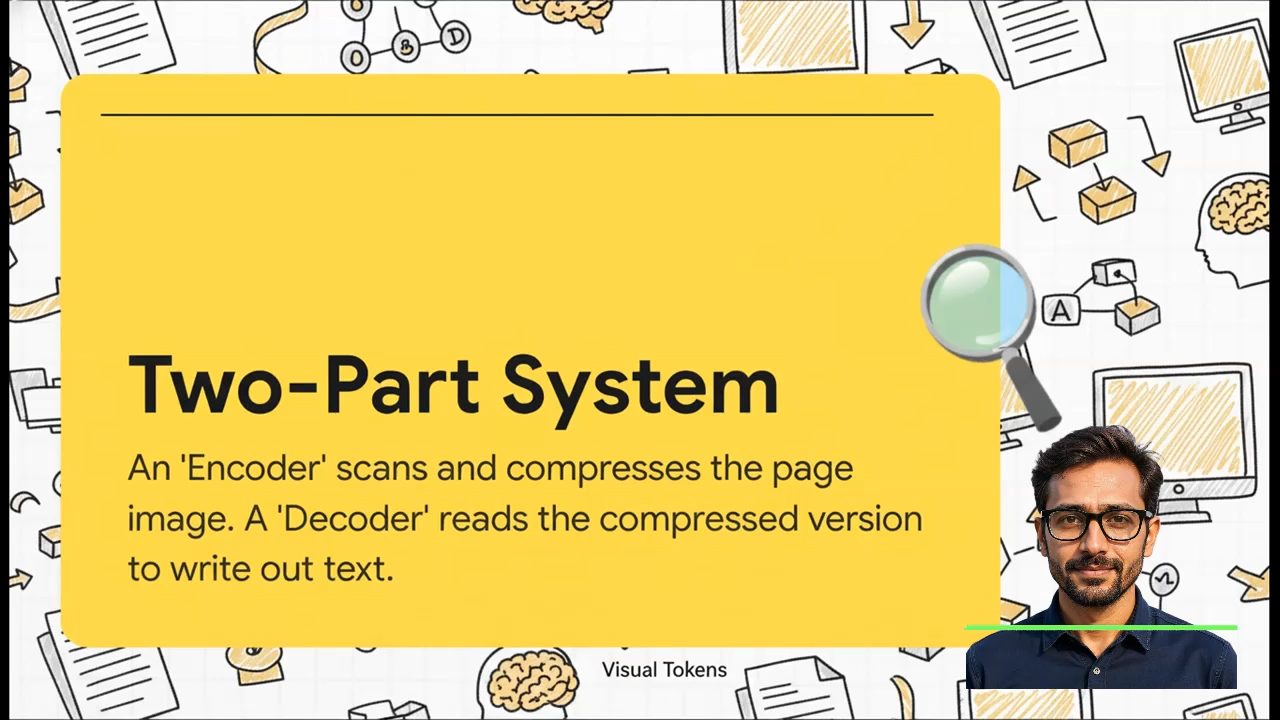 O
B
D
Two-Part System
An 'Encoder' scans and compresses the page
image. A 'Decoder' reads the compressed version
to write out text.
A
Visual Tokens